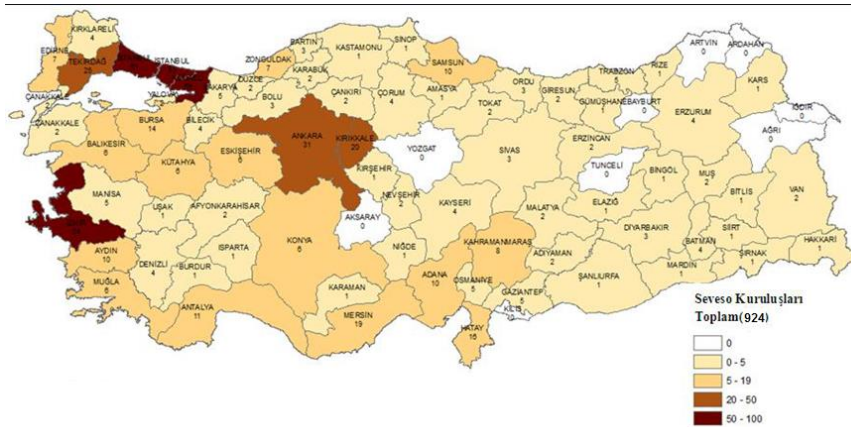 KIRKLARELİ
4
EDİRNE
7
TEKİRDAĞ
İSTANBUL
ÇANAKKALE
YALOVA
BARTIN
3
ZONGULDAK
7
KARABÜK
2
KASTAMONU
1
SİNOP
1
SAMSUN
10
DÜZCE
2
AKARYA
5
BOLU
3
ÇANKIRI
2
ÇORUM
4
AMASYA
1
ORDU
3
GİRESUN
2
TRABZON
RİZE
1
ARTVİN
0
ARDAHAN
0
KARS
1
GÜMÜŞHANE
1
BAYBURT
0
TOKAT
2
ERZURUM
4
IĞDIR
0
AĞRI
0
ÇANAKKALE
2
BURSA
14
BİLECİK
4
BALIKESİR
6
KÜTAHYA
6
ESKİŞEHİR
6
ANKARA
31
KIRIKKALE
20
YOZGAT
0
SİVAS
3
ERZİNCAN
2
TUNCELİ
0
BİNGÖL
1
MUŞ
2
BİTLİS
1
VAN
2
KIRŞEHİR
1
NEVŞEHİR
2
KAYSERİ
4
MALATYA
2
ELAZIĞ
1
MANİSA
5
UŞAK
1
AFYONKARAHİSAR
2
AKSARAY
0
AYDIN
10
DENİZLİ
4
BURDUR
1
ISPARTA
1
KONYA
6
NİĞDE
1
KAHRAMANMARAŞ
8
ADIYAMAN
2
DİYARBAKIR
3
BATMAN
4
SİİRT
1
ŞIRNAK
1
HAKKARİ
1
MARDİN
1
ŞANLIURFA
1
GAZİANTEP
5
KİLİS
OSMANİYE
5
ADANA
10
HATAY
MERSİN
19
KARAMAN
1
ANTALYA
11
MUĞLA
6
Seveso Kuruluşları
Toplam(924)
0
0 - 5
5 - 19
20 - 50
50 - 100